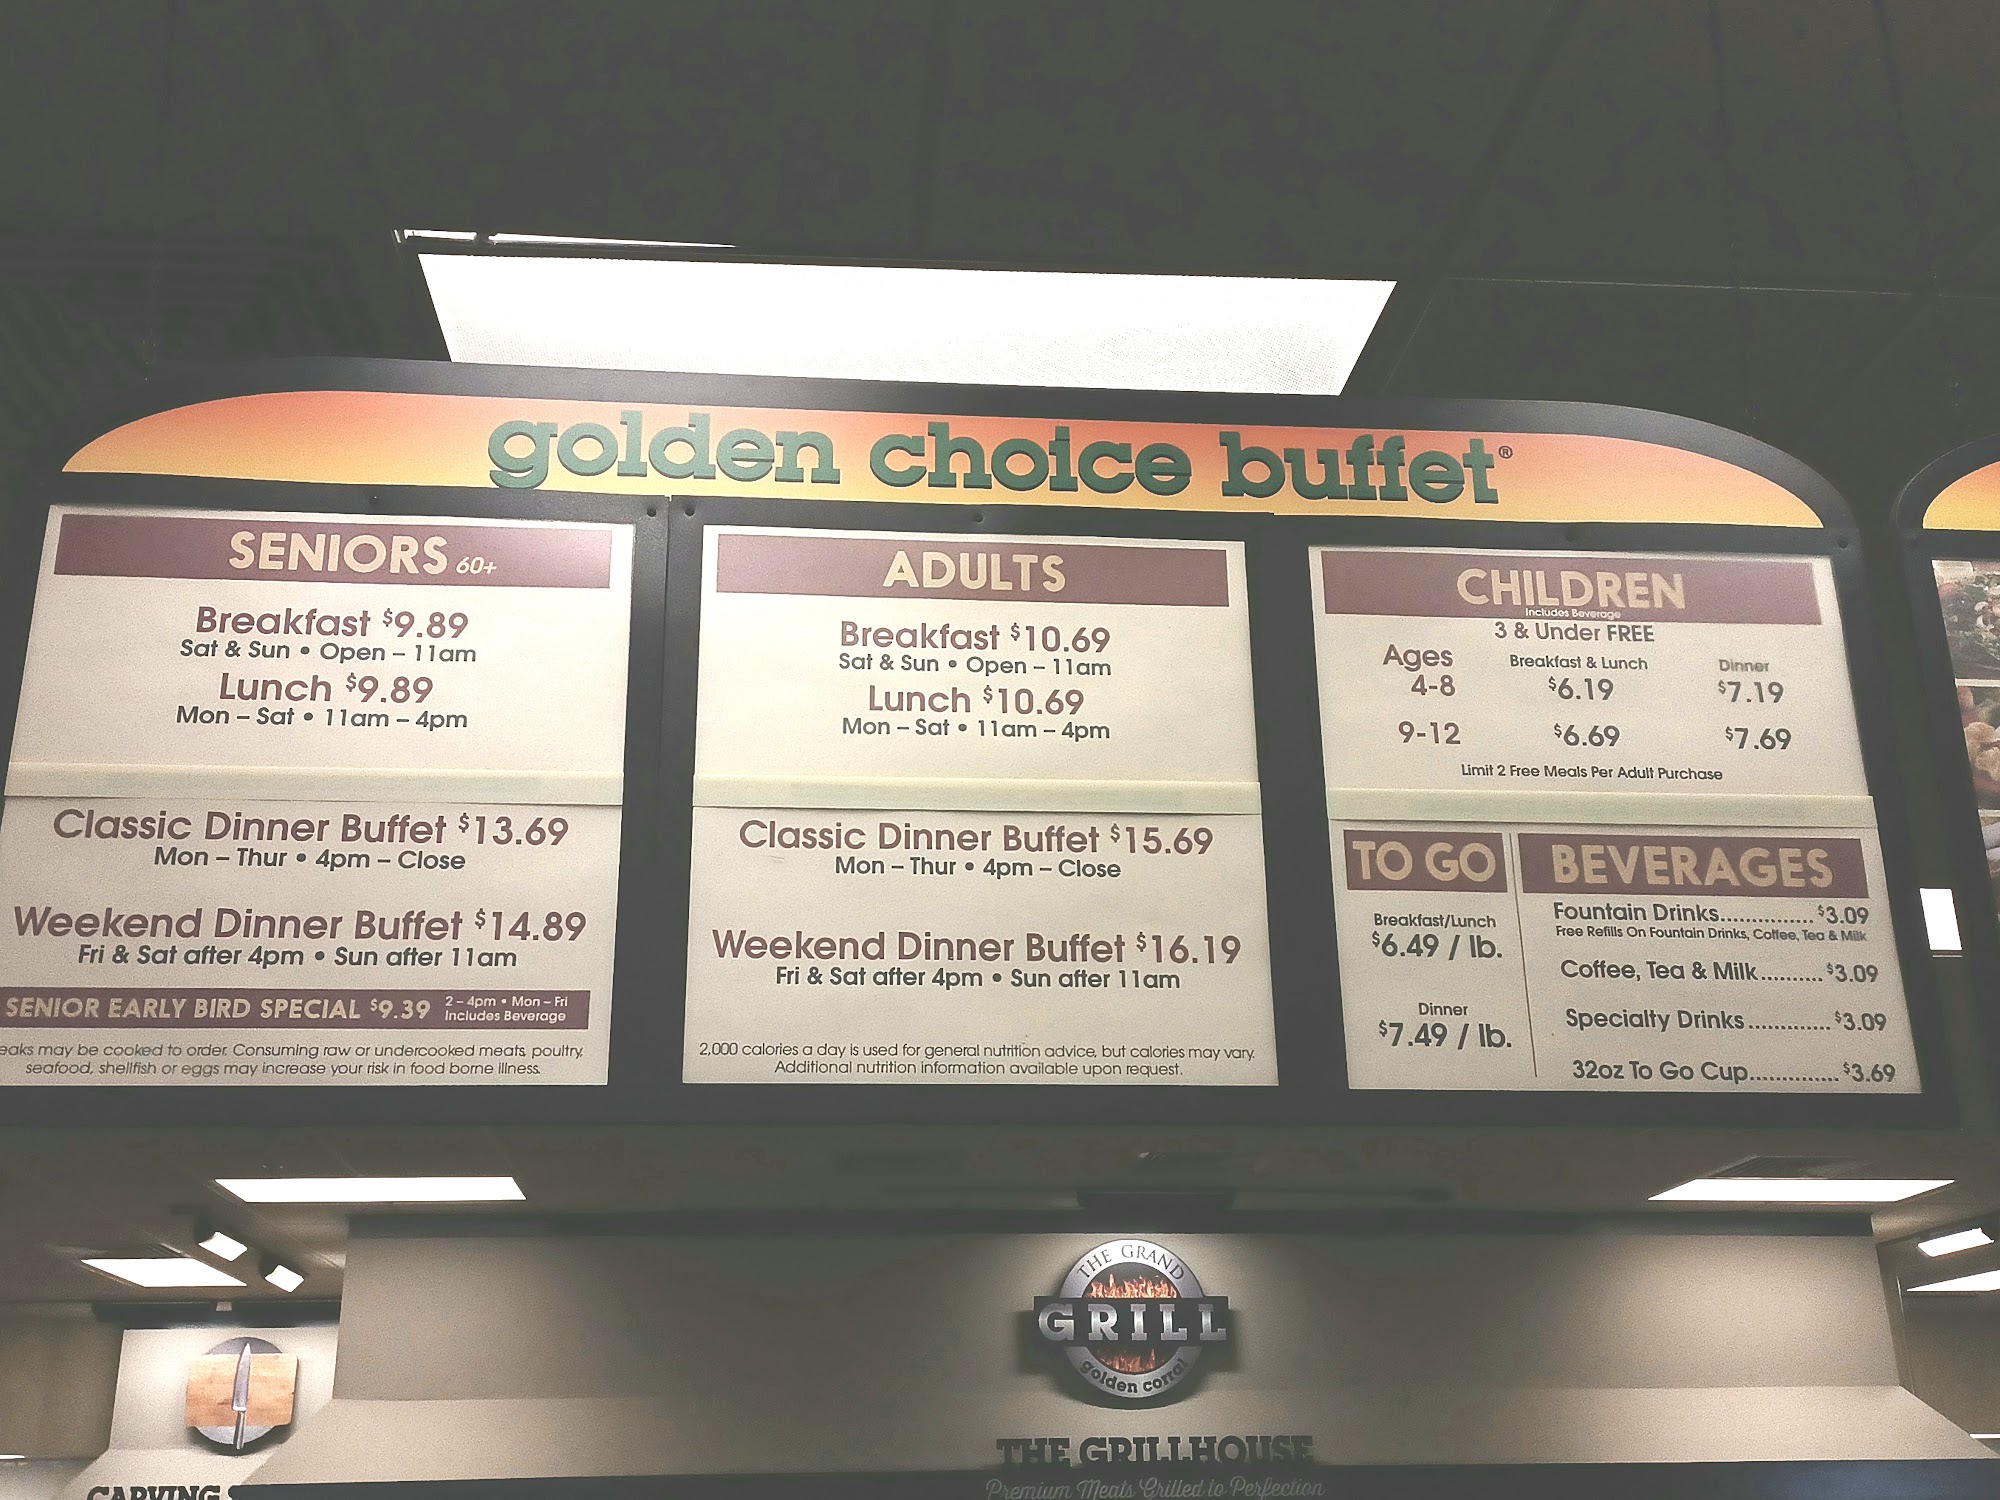 golden choice buffet®
SENIORS 60+
Breakfast $9.89
Sat & Sun • Open – 11am
Lunch $9.89
Mon – Sat • 11am – 4pm
Classic Dinner Buffet $13.69
Mon – Thur • 4pm – Close
Weekend Dinner Buffet $14.89
Fri & Sat after 4pm • Sun after 11am
SENIOR EARLY BIRD SPECIAL $9.39 2 – 4pm • Mon – Fri
Includes Beverage
may be cooked to order. Consuming raw or undercooked meats, poultry,
seafood, shellfish or eggs may increase your risk in food borne illness.
ADULTS
Breakfast $10.69
Sat & Sun • Open – 11am
Lunch $10.69
Mon – Sat • 11am – 4pm
Classic Dinner Buffet $15.69
Mon – Thur • 4pm – Close
Weekend Dinner Buffet $16.19
Fri & Sat after 4pm • Sun after 11am
2,000 calories a day is used for general nutrition advice, but calories may vary.
Additional nutrition information available upon request.
CHILDREN
Includes Beverage
3 & Under FREE
Ages Breakfast & Lunch Dinner
4-8 $6.19 $7.19
9-12 $6.69 $7.69
Limit 2 Free Meals Per Adult Purchase
TO GO
Breakfast/Lunch
$6.49 / lb.
Dinner
$7.49 / lb.
BEVERAGES
Fountain Drinks............... $3.09
Free Refills On Fountain Drinks, Coffee, Tea & Milk
Coffee, Tea & Milk.......... $3.09
Specialty Drinks.............. $3.09
32oz To Go Cup.............. $3.69
THE GRAND
GRILL
golden corral
THE GRILLHOUSE
Premium Meats Grilled to Perfection
CARVING